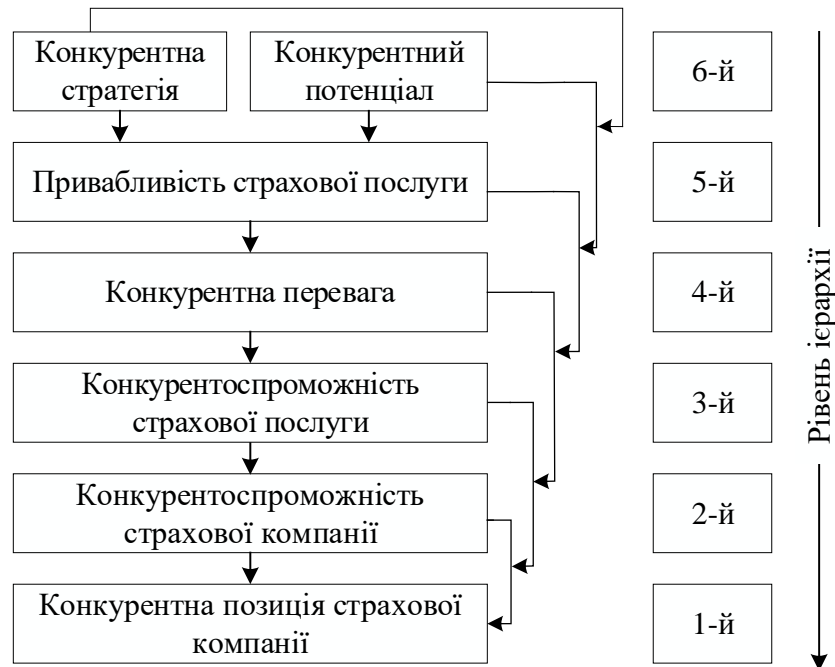 Конкурентна
стратегія
Конкурентний
потенціал
6-й
Привабливість страхової послуги
5-й
Конкурентна перевага
4-й
Конкурентоспроможність
страхової послуги
3-й
Конкурентоспроможність
страхової компанії
2-й
Конкурентна позиція страхової
компанії
1-й
Рівень ієрархії